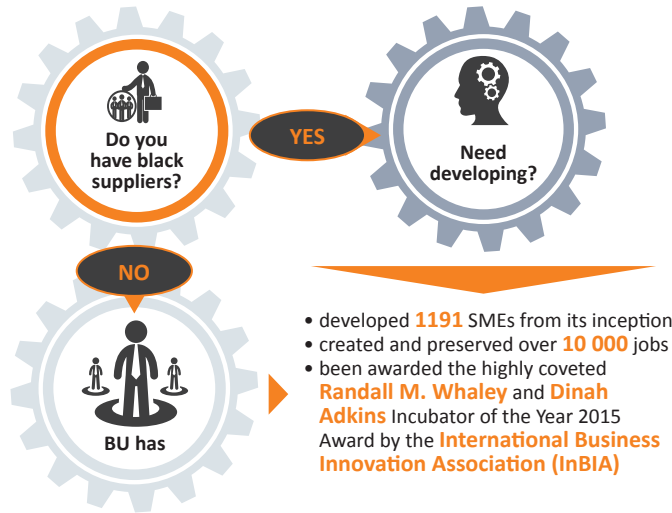 Do you
have black
suppliers?
YES
Need
developing?
NO
BU has
• developed 1191 SMEs from its inception
• created and preserved over 10 000 jobs
• been awarded the highly coveted
Randall M. Whaley and Dinah
Adkins Incubator of the Year 2015
Award by the International Business
Innovation Association (InBIA)